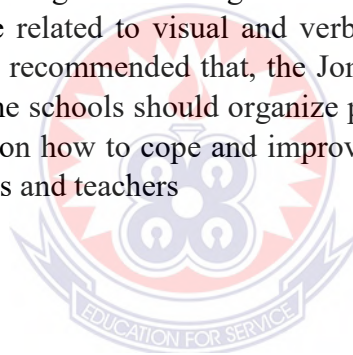 related to visual and verb
recommended that, the Jor
ne schools should organize p
on how to cope and improv
s and teachers
EDUCATION FOR SERVICE